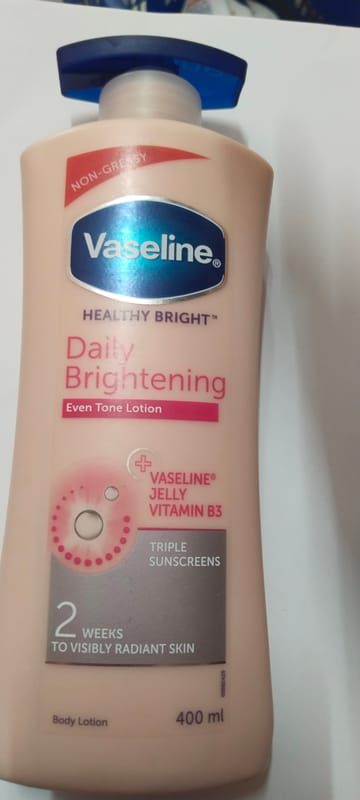 NON-GRESSY
Vaseline®
HEALTHY BRIGHT™
Daily
Brightening
Even Tone Lotion
VASELINE®
JELLY
VITAMIN B3
TRIPLE
SUNSCREENS
2 WEEKS
TO VISIBLY RADIANT SKIN
Body Lotion
400 ml